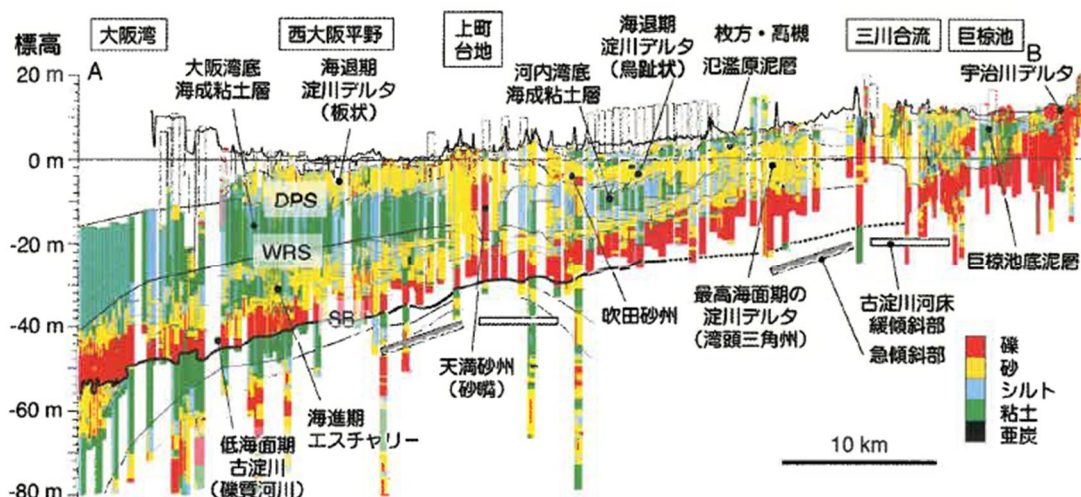 標高
20 m
0 m
-20 m
-40 m
-60 m
-80 m
A
大阪湾
西大阪平野
上町
台地
三川合流
巨椋池
B
大阪湾底
海成粘土層
海退期
淀川デルタ
(板状)
河内湾底
海成粘土層
海退期
淀川デルタ
(鳥趾状)
枚方・高槻
氾濫原泥層
宇治川デルタ
DPS
WRS
SB
低海面期
古淀川
(礫質河川)
海進期
エスチャリー
天満砂州
(砂嘴)
吹田砂州
最高海面期の
淀川デルタ
(湾頭三角州)
巨椋池底泥層
古淀川河床
緩傾斜部
急傾斜部
礫
砂
シルト
粘土
亜炭
10 km